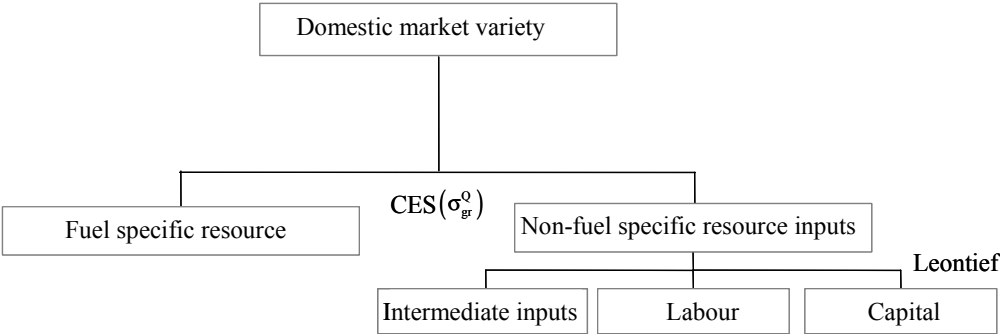 Domestic market variety
CES(σ^Q_gr)
Fuel specific resource
Non-fuel specific resource inputs
Leontief
Intermediate inputs
Labour
Capital